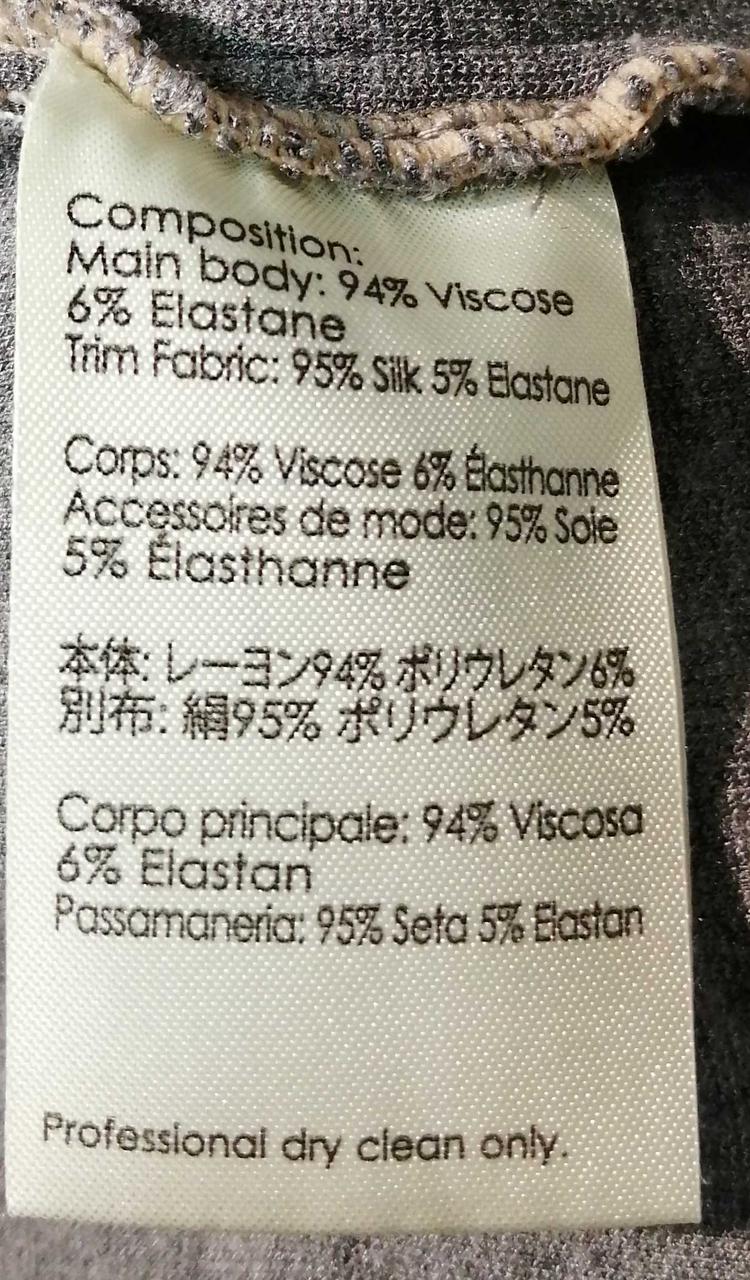 Composition:
Main body: 94% Viscose
6% Elastane
Trim Fabric: 95% Silk 5% Elastane
Corps: 94% Viscose 6% Élasthanne
Accessoires de mode: 95% Soie
5% Élasthanne
本体: レーヨン94% ポリウレタン6%
別布: 絹95% ポリウレタン5%
Corpo principale: 94% Viscosa
6% Elastan
Passamaneria: 95% Seta 5% Elastan
Professional dry clean only.